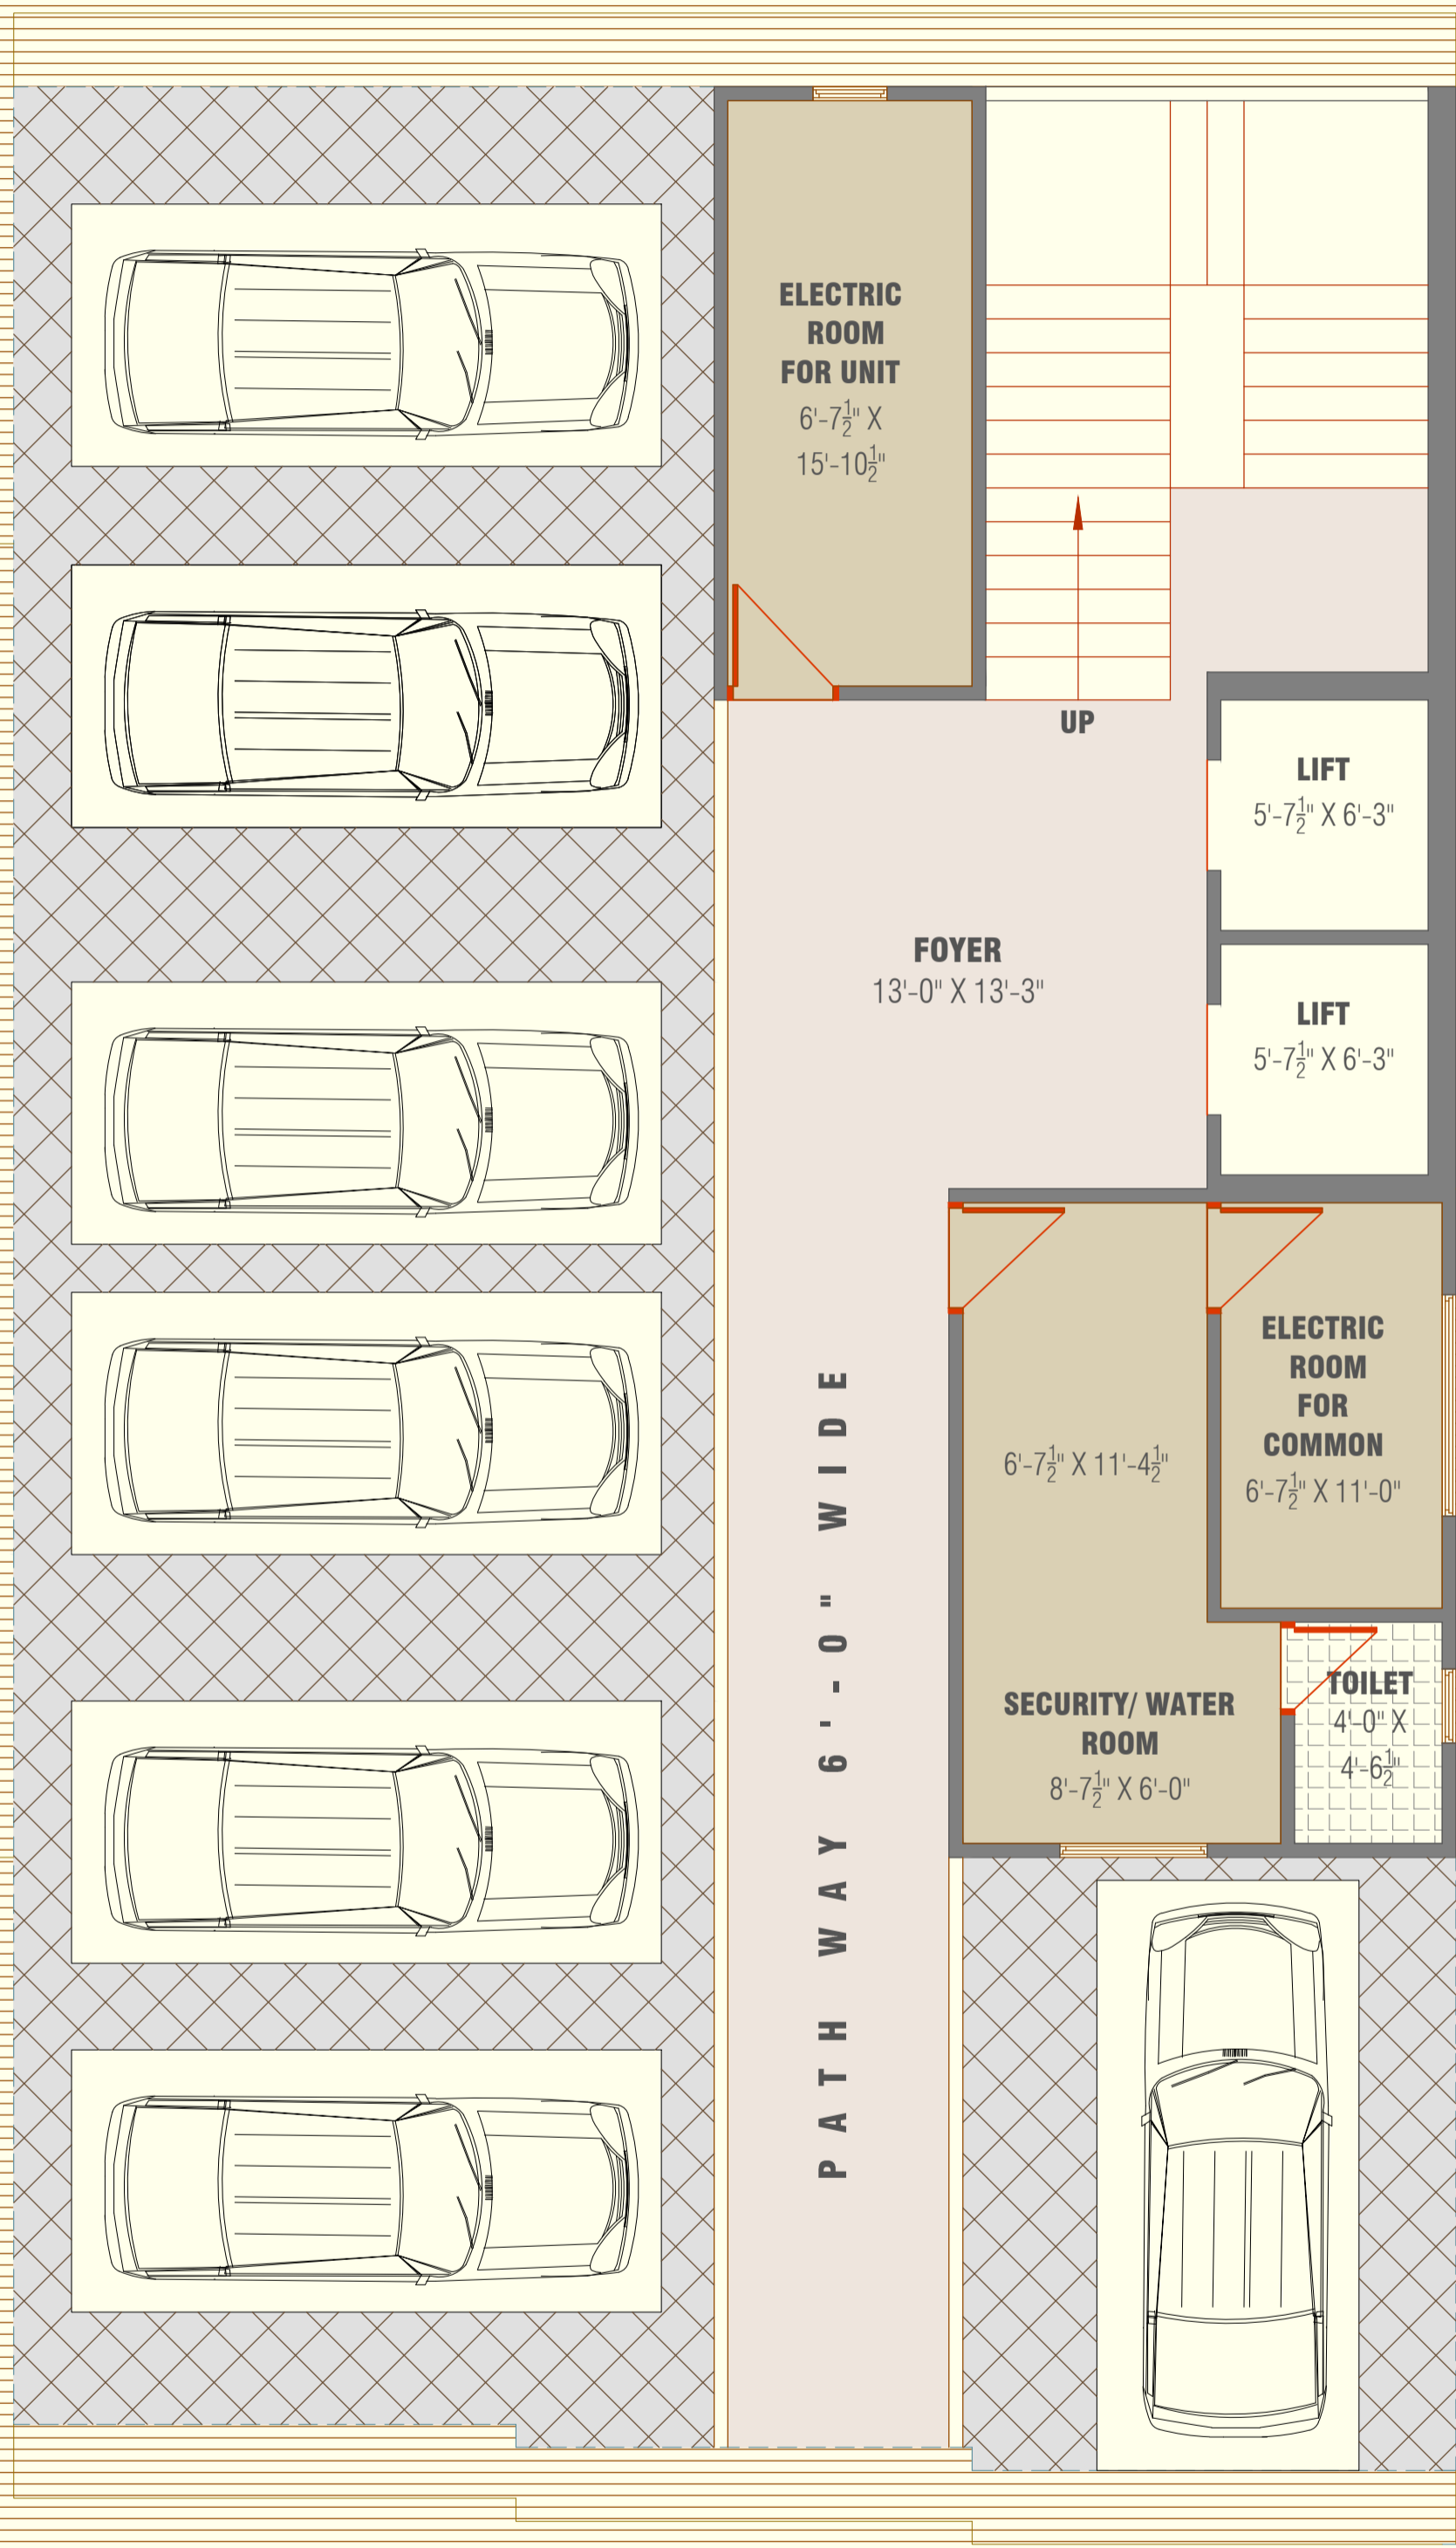 ELECTRIC
ROOM
FOR UNIT
6'-7½" X
15'-10½"
UP
LIFT
5'-7½" X 6'-3"
FOYER
13'-0" X 13'-3"
LIFT
5'-7½" X 6'-3"
PATH WAY 6'-0" WIDE
ELECTRIC
ROOM
FOR
COMMON
6'-7½" X 11'-0"
6'-7½" X 11'-4½"
SECURITY/ WATER
ROOM
8'-7½" X 6'-0"
TOILET
4'-0" X
4'-6½"